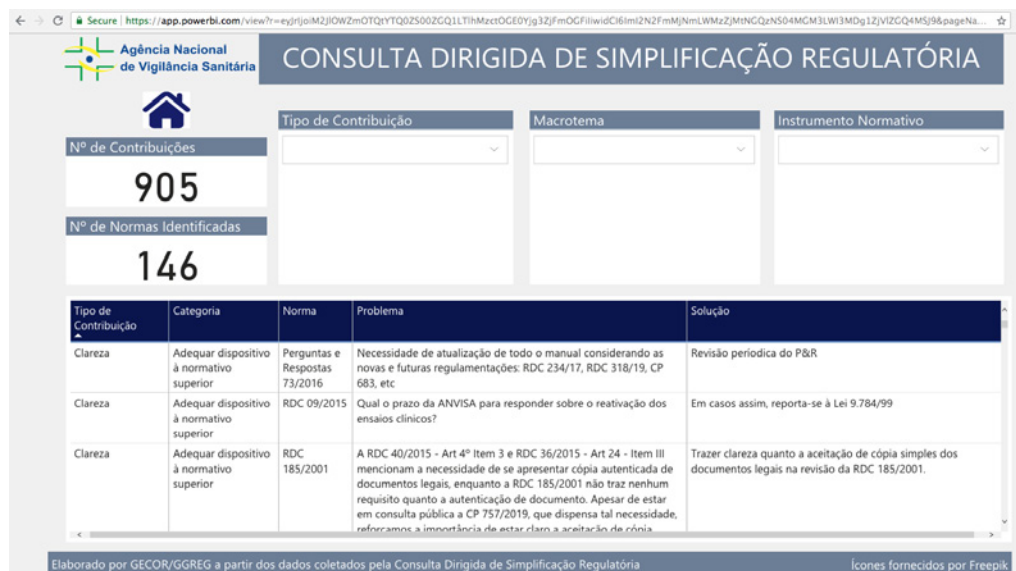 Secure https://app.powerbi.com/view?r=
Agência Nacional
de Vigilância Sanitária
CONSULTA DIRIGIDA DE SIMPLIFICAÇÃO REGULATÓRIA
Tipo de Contribuição
Macrotema
Instrumento Normativo
Nº de Contribuições
905
Nº de Normas Identificadas
146
Tipo de
Contribuição
Categoria
Norma
Problema
Solução
Clareza
Adequar dispositivo
à normativo
superior
Perguntas e
Respostas
73/2016
Necessidade de atualização de todo o manual considerando as
novas e futuras regulamentações: RDC 234/17, RDC 318/19, CP
683, etc
Revisão períodica do P&R
Clareza
Adequar dispositivo
à normativo
superior
RDC 09/2015
Qual o prazo da ANVISA para responder sobre o reativação dos
ensaios clínicos?
Em casos assim, reporta-se à Lei 9.784/99
Clareza
Adequar dispositivo
à normativo
superior
RDC
185/2001
A RDC 40/2015 - Art 4º Item 3 e RDC 36/2015 - Art 24 - Item III
mencionam a necessidade de se apresentar cópia autenticada de
documentos legais, enquanto a RDC 185/2001 não traz nenhum
requisito quanto a autenticação de documento. Apesar de estar
em consulta pública a CP 757/2019, que dispensa tal necessidade,
reforçamos a importância de estar claro a aceitação de cópia
Trazer clareza quanto a aceitação de cópia simples dos
documentos legais na revisão da RDC 185/2001.
Elaborado por GECOR/GGREG a partir dos dados coletados pela Consulta Dirigida de Simplificação Regulatória
Ícones fornecidos por Freepik